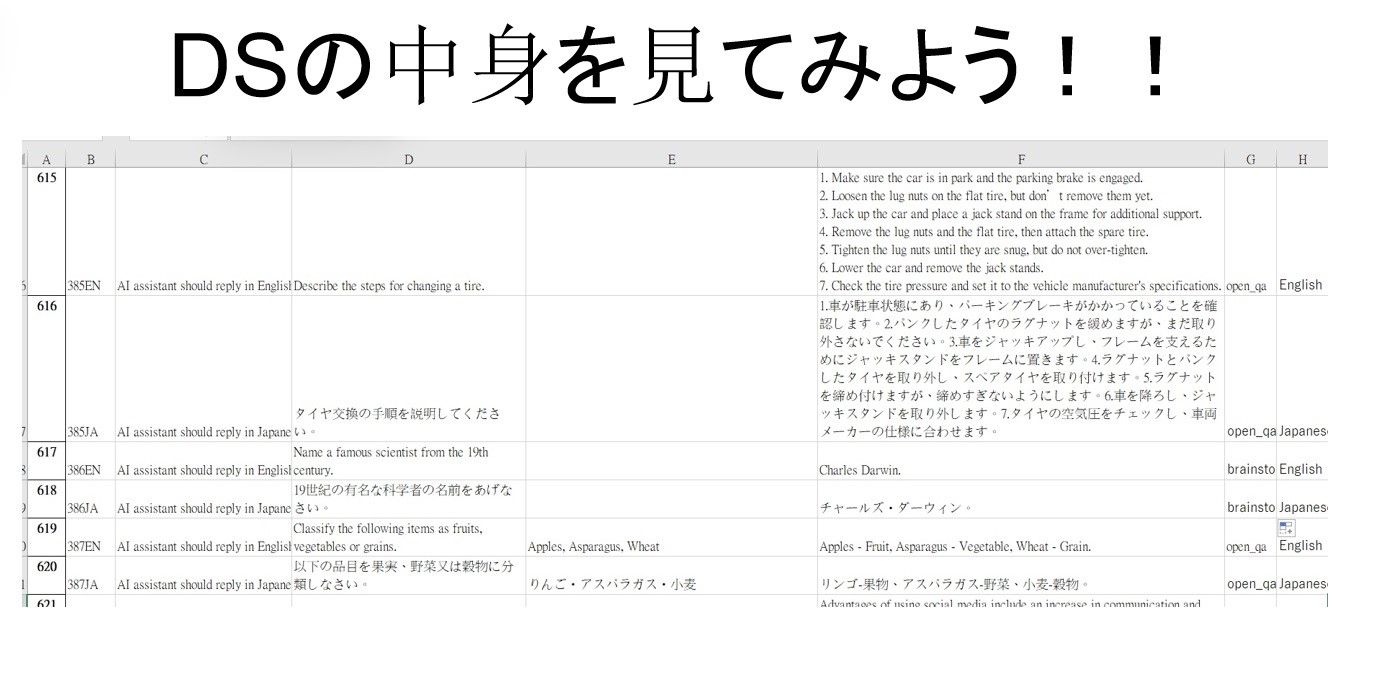 DSの中身を見てみよう！！
A B C D E F G H
615
1. Make sure the car is in park and the parking brake is engaged.
2. Loosen the lug nuts on the flat tire, but don’t remove them yet.
3. Jack up the car and place a jack stand on the frame for additional support.
4. Remove the lug nuts and the flat tire, then attach the spare tire.
5. Tighten the lug nuts until they are snug, but do not over-tighten.
6. Lower the car and remove the jack stands.
385EN AI assistant should reply in English Describe the steps for changing a tire. 7. Check the tire pressure and set it to the vehicle manufacturer's specifications. open_qa English
616
1.車が駐車状態にあり、パーキングブレーキがかかっていることを確
認します。2.パンクしたタイヤのラグナットを緩めますが、まだ取り
外さないでください。3.車をジャッキアップし、フレームを支えるた
めにジャッキスタンドをフレームに置きます。4.ラグナットとパンク
したタイヤを取り外し、スペアタイヤを取り付けます。5.ラグナット
を締め付けますが、締めすぎないようにします。6.車を降ろし、ジャ
タイヤ交換の手順を説明してくださ ッキスタンドを取り外します。7.タイヤの空気圧をチェックし、車両
385JA AI assistant should reply in Japane い。 メーカーの仕様に合わせます。 open_qa Japanes
617 Name a famous scientist from the 19th
386EN AI assistant should reply in English century. Charles Darwin. brainsto English
618 19世紀の有名な科学者の名前をあげな
386JA AI assistant should reply in Japane さい。 チャールズ・ダーウィン。 brainsto Japanes
619 Classify the following items as fruits,
387EN AI assistant should reply in English vegetables or grains. Apples, Asparagus, Wheat Apples - Fruit, Asparagus - Vegetable, Wheat - Grain. open_qa English
620 以下の品目を果実、野菜又は穀物に分
387JA AI assistant should reply in Japane 類しなさい。 りんご・アスパラガス・小麦 リンゴ-果物、アスパラガス-野菜、小麦-穀物。 open_qa Japanes
621 Advantages of using social media include an increase in communication and